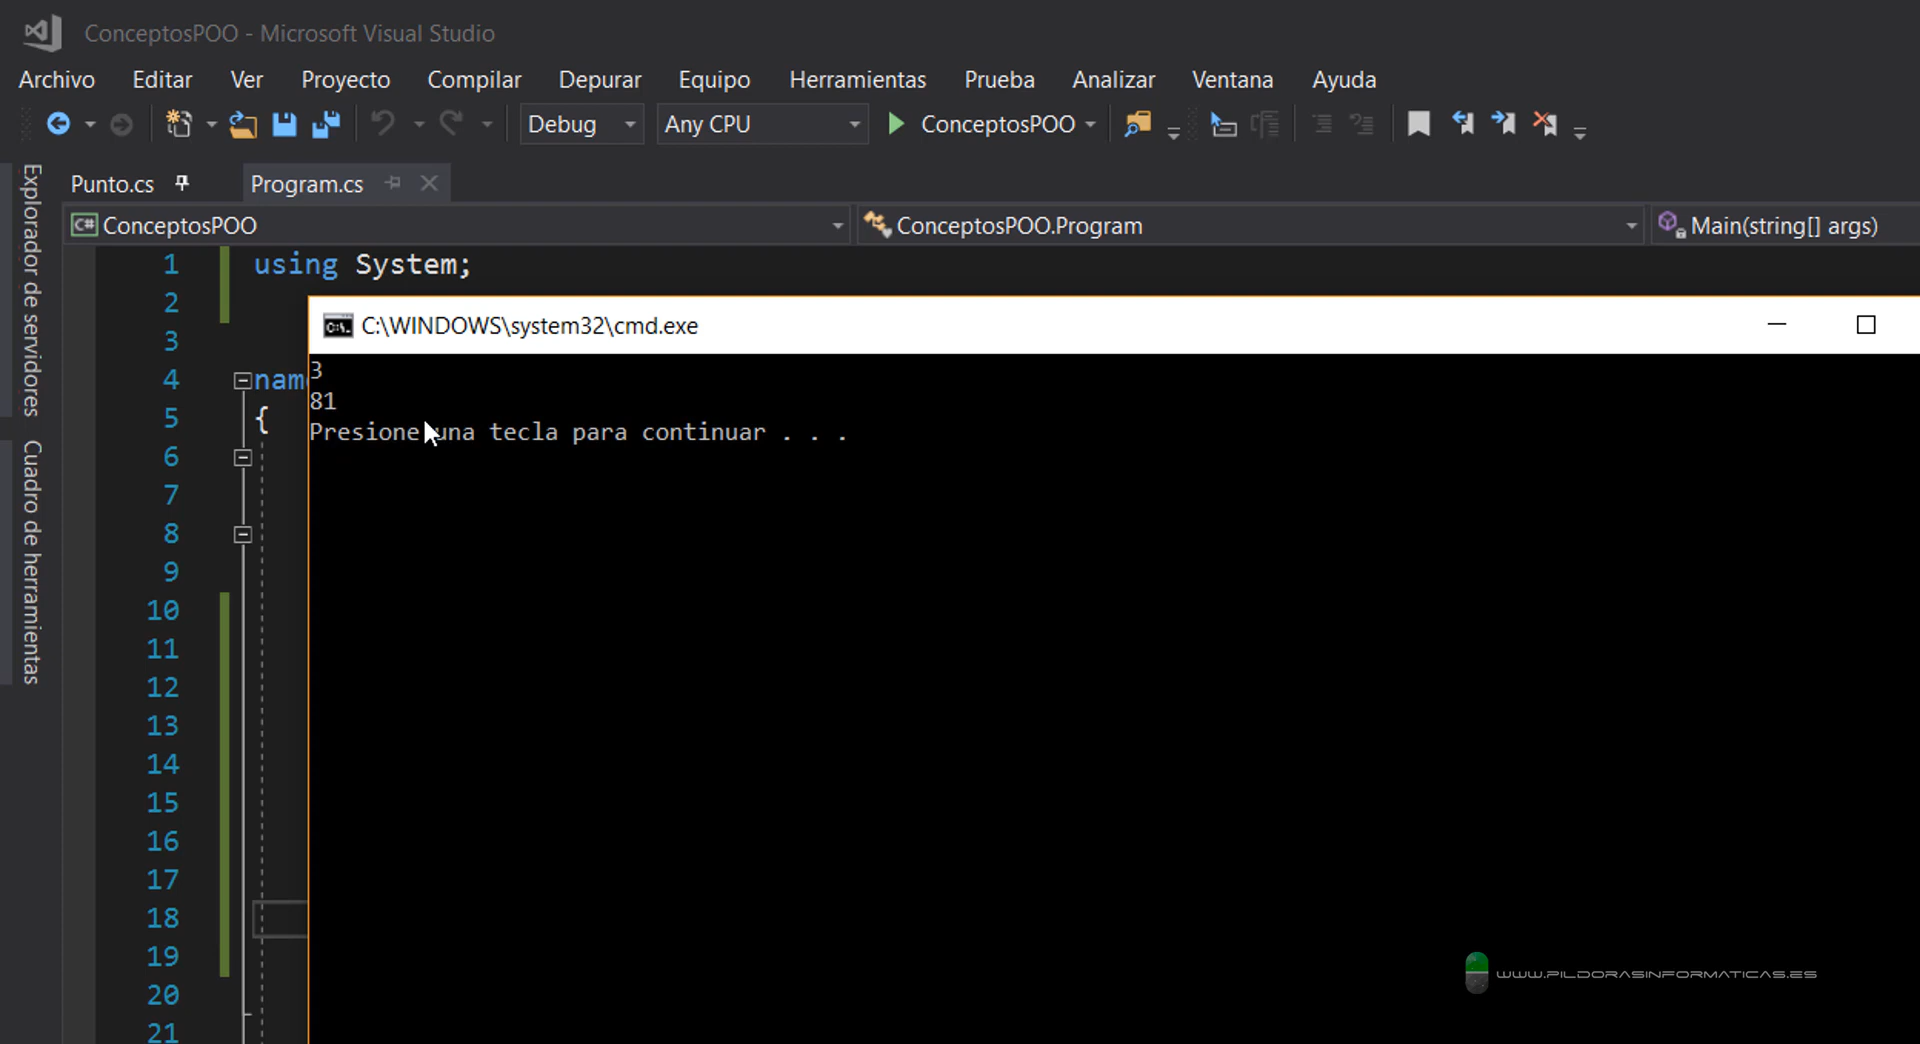 ConceptosPOO - Microsoft Visual Studio
Archivo Editar Ver Proyecto Compilar Depurar Equipo Herramientas Prueba Analizar Ventana Ayuda
Debug Any CPU ConceptosPOO
Explorador de servidores
Cuadro de herramientas
Punto.cs Program.cs
C# ConceptosPOO ConceptosPOO.Program Main(string[] args)
1 using System;
2
3
4 nam
5 {
6
7
8
9
10
11
12
13
14
15
16
17
18
19
20
21
C:\WINDOWS\system32\cmd.exe
3
81
Presione una tecla para continuar . . .
WWW.PILDORASINFORMATICAS.ES